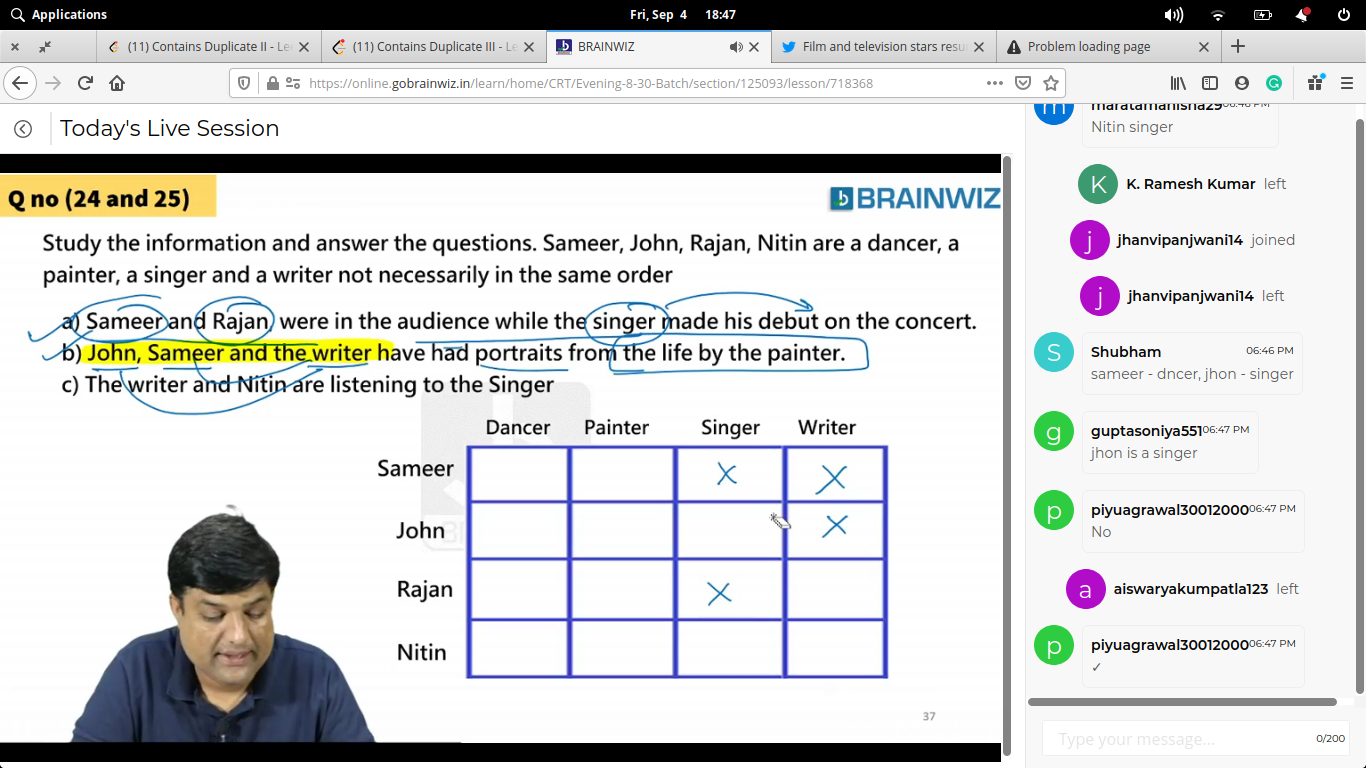 Applications
Fri, Sep 4 18:47
(11) Contains Duplicate II - Le
(11) Contains Duplicate III - Le
BRAINWIZ
Film and television stars resu
Problem loading page
https://online.gobrainwiz.in/learn/home/CRT/Evening-8-30-Batch/section/125093/lesson/718368
Today's Live Session
Q no (24 and 25)
BRAINWIZ
Study the information and answer the questions. Sameer, John, Rajan, Nitin are a dancer, a
painter, a singer and a writer not necessarily in the same order
a) Sameer and Rajan, were in the audience while the singer made his debut on the concert.
b) John, Sameer and the writer have had portraits from the life by the painter.
c) The writer and Nitin are listening to the Singer
Dancer Painter Singer Writer
Sameer X X
John X
Rajan X
Nitin
37
m
maratamanisha29 06:46 PM
Nitin singer
K
K. Ramesh Kumar left
j
jhanvipanjwani14 joined
j
jhanvipanjwani14 left
S
Shubham 06:46 PM
sameer - dncer, jhon - singer
g
guptasoniya551 06:47 PM
jhon is a singer
p
piyuagrawal30012000 06:47 PM
No
a
aiswaryakumpatla123 left
p
piyuagrawal30012000 06:47 PM
✓
Type your message... 0/200